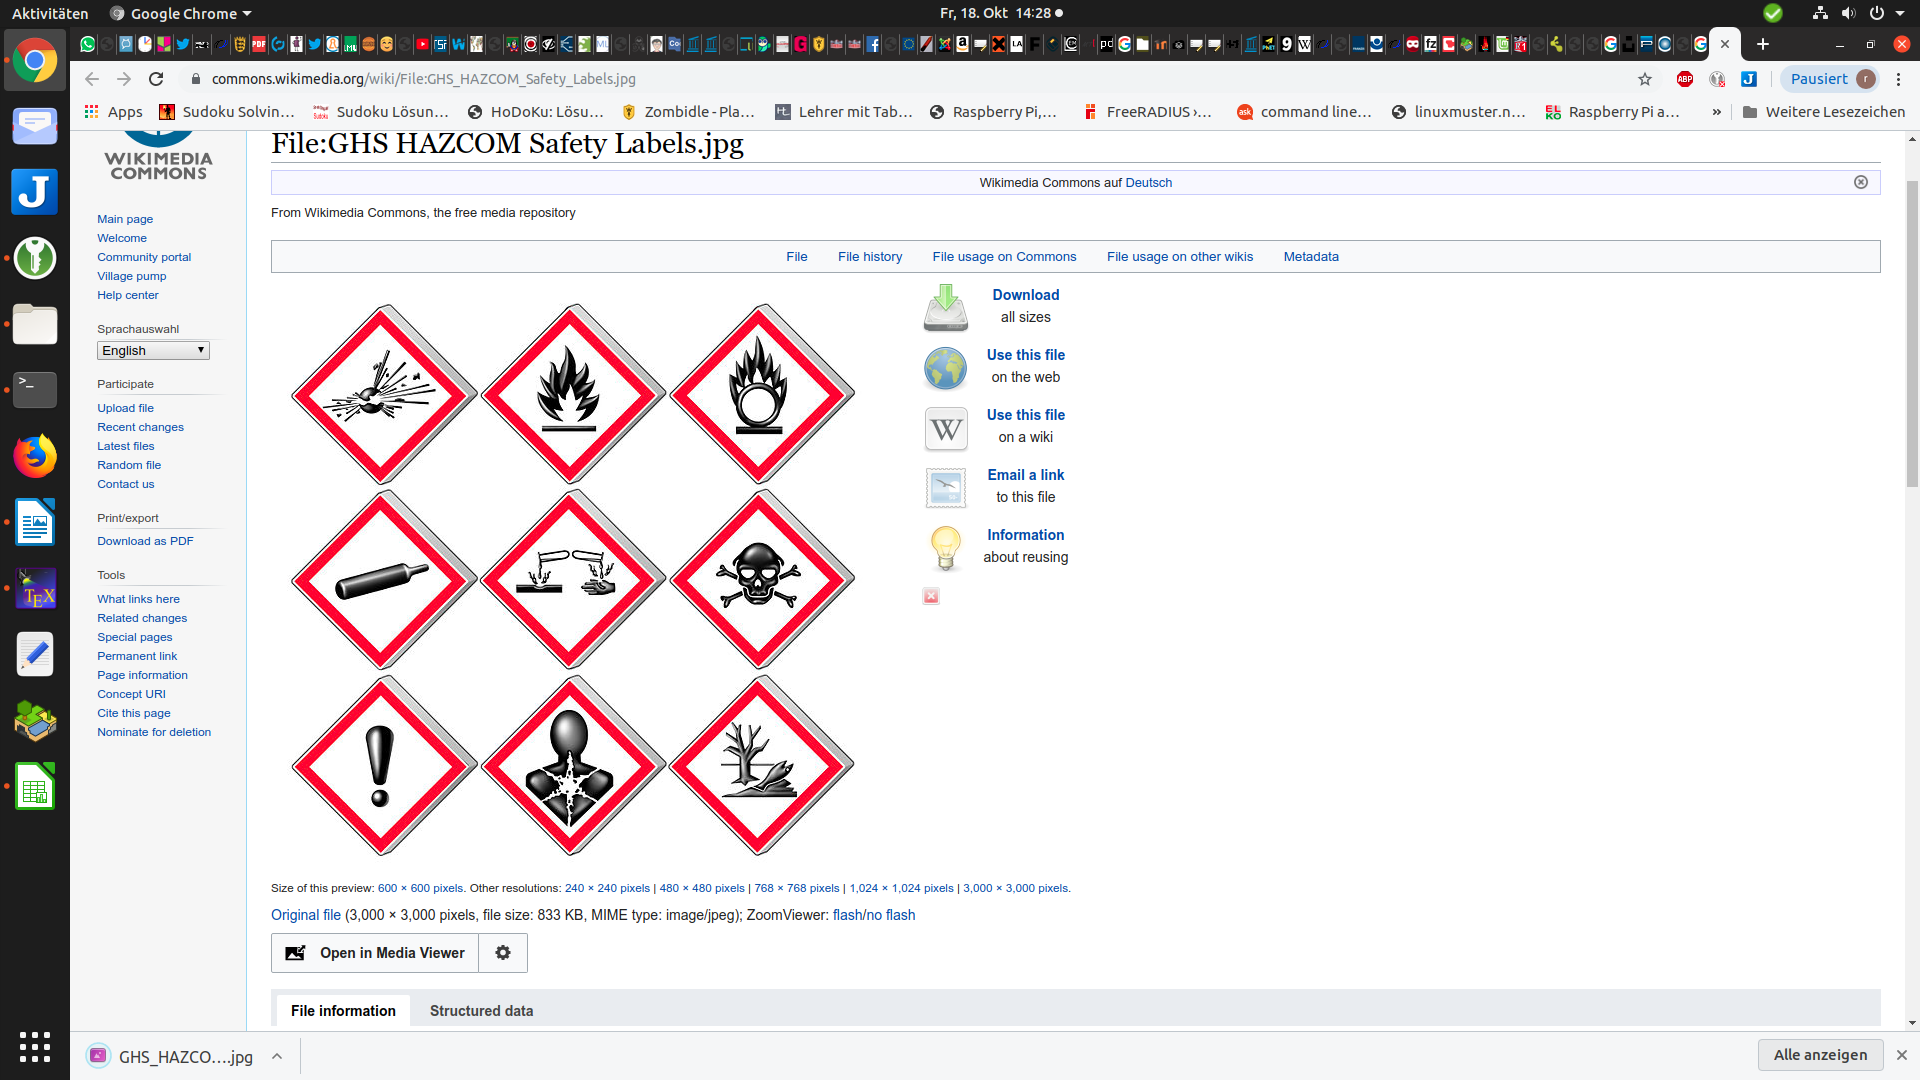 Aktivitäten
Google Chrome
Fr, 18. Okt 14:28
commons.wikimedia.org/wiki/File:GHS_HAZCOM_Safety_Labels.jpg
ABP
Pausiert
r
Apps
Sudoku Solvin…
Sudoku Lösun…
HoDoKu: Lösu…
Zombidle - Pla…
Lehrer mit Tab…
Raspberry Pi,…
FreeRADIUS ›…
command line…
linuxmuster.n…
Raspberry Pi a…
»
Weitere Lesezeichen
WIKIMEDIA
COMMONS
Main page
Welcome
Community portal
Village pump
Help center
Sprachauswahl
English
Participate
Upload file
Recent changes
Latest files
Random file
Contact us
Print/export
Download as PDF
Tools
What links here
Related changes
Special pages
Permanent link
Page information
Concept URI
Cite this page
Nominate for deletion
File:GHS HAZCOM Safety Labels.jpg
Wikimedia Commons auf Deutsch
From Wikimedia Commons, the free media repository
File
File history
File usage on Commons
File usage on other wikis
Metadata
Download
all sizes
Use this file
on the web
W
Use this file
on a wiki
Email a link
to this file
Information
about reusing
Size of this preview: 600 × 600 pixels. Other resolutions: 240 × 240 pixels | 480 × 480 pixels | 768 × 768 pixels | 1,024 × 1,024 pixels | 3,000 × 3,000 pixels.
Original file (3,000 × 3,000 pixels, file size: 833 KB, MIME type: image/jpeg); ZoomViewer: flash/no flash
Open in Media Viewer
File information
Structured data
GHS_HAZCO….jpg
Alle anzeigen